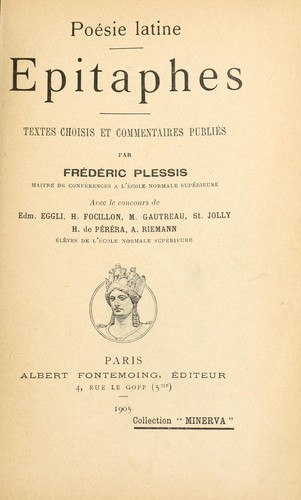 Poésie latine
Epitaphes
TEXTES CHOISIS ET COMMENTAIRES PUBLIÉS
PAR
FRÉDÉRIC PLESSIS
MAITRE DE CONFÉRENCES A L'ÉCOLE NORMALE SUPÉRIEURE
Avec le concours de
Edm. EGGLI, H. FOCILLON, M. GAUTREAU, St. JOLLY
H. de PÉRÉRA, A. RIEMANN
ÉLÈVES DE L'ÉCOLE NORMALE SUPÉRIEURE
PARIS
ALBERT FONTEMOING, ÉDITEUR
4, RUE LE GOFF (5me)
1905
Collection "MINERVA"